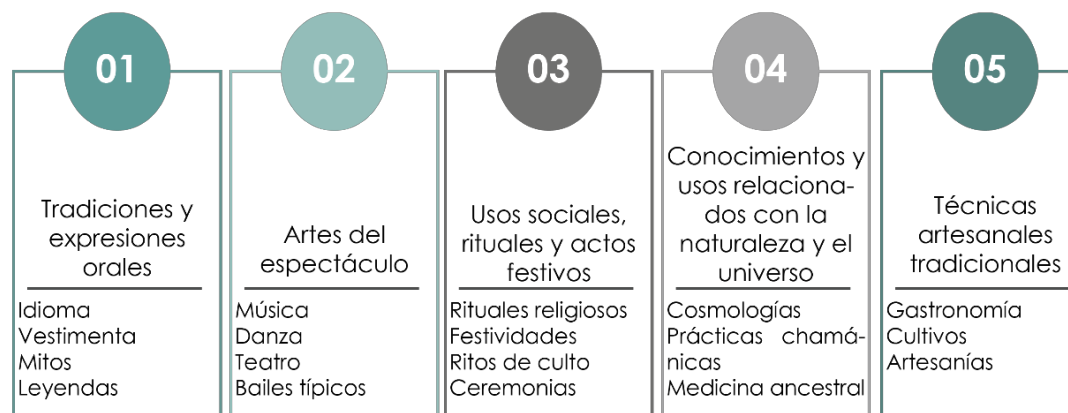 01
Tradiciones y
expresiones
orales
Idioma
Vestimenta
Mitos
Leyendas
02
Artes del
espectáculo
Música
Danza
Teatro
Bailes típicos
03
Usos sociales,
rituales y actos
festivos
Rituales religiosos
Festividades
Ritos de culto
Ceremonias
04
Conocimientos y
usos relaciona-
dos con la
naturaleza y el
universo
Cosmologías
Prácticas chamá-
nicas
Medicina ancestral
05
Técnicas
artesanales
tradicionales
Gastronomía
Cultivos
Artesanías